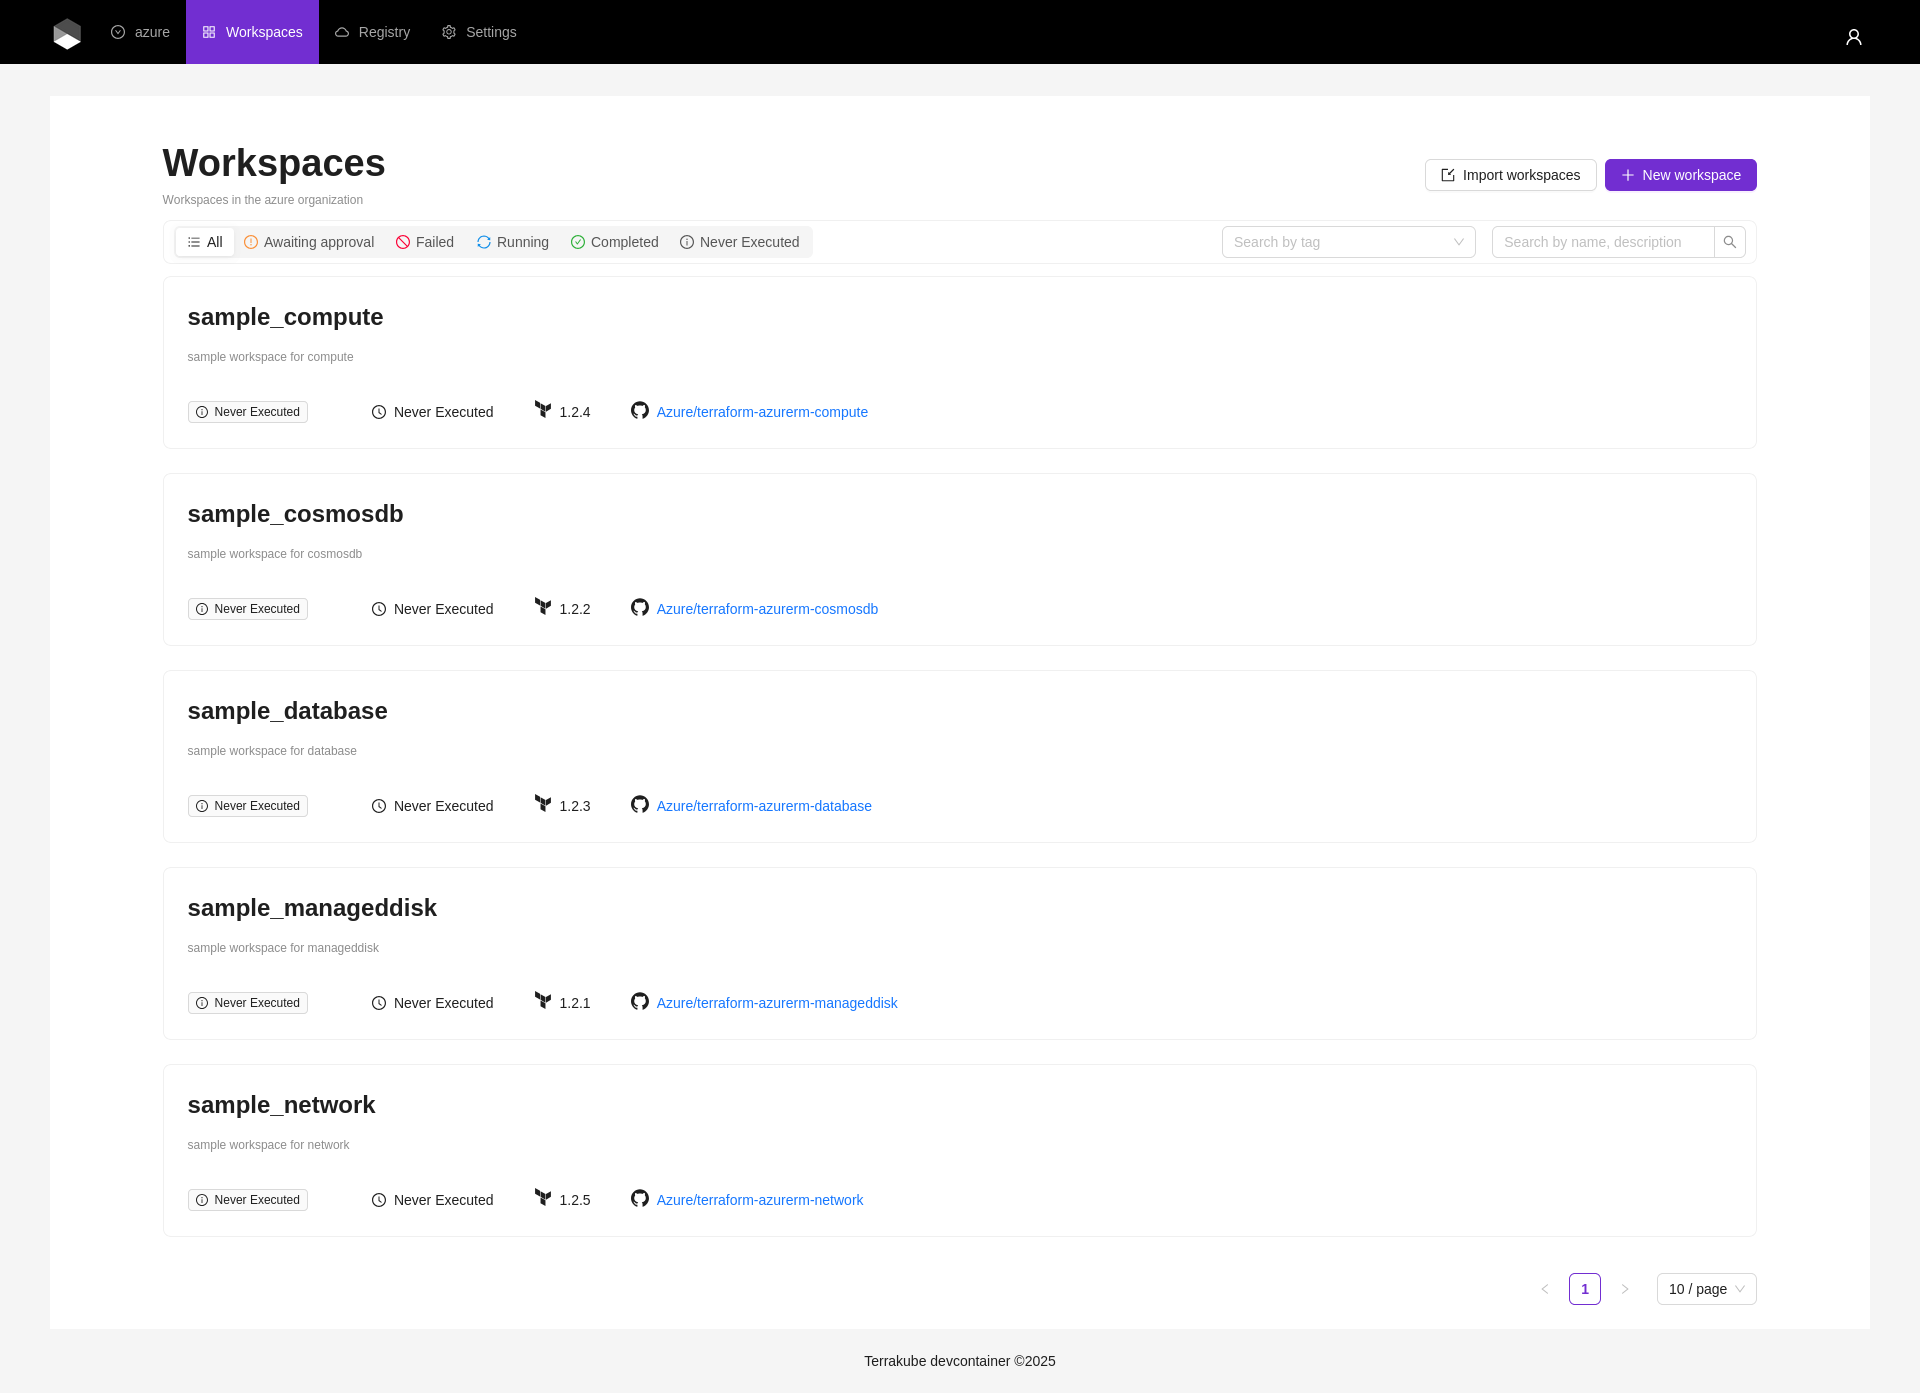 azure Workspaces Registry Settings
Workspaces
Import workspaces New workspace
Workspaces in the azure organization
All Awaiting approval Failed Running Completed Never Executed Search by tag Search by name, description
sample_compute
sample workspace for compute
Never Executed Never Executed 1.2.4 Azure/terraform-azurerm-compute
sample_cosmosdb
sample workspace for cosmosdb
Never Executed Never Executed 1.2.2 Azure/terraform-azurerm-cosmosdb
sample_database
sample workspace for database
Never Executed Never Executed 1.2.3 Azure/terraform-azurerm-database
sample_manageddisk
sample workspace for manageddisk
Never Executed Never Executed 1.2.1 Azure/terraform-azurerm-manageddisk
sample_network
sample workspace for network
Never Executed Never Executed 1.2.5 Azure/terraform-azurerm-network
1 10 / page
Terrakube devcontainer ©2025